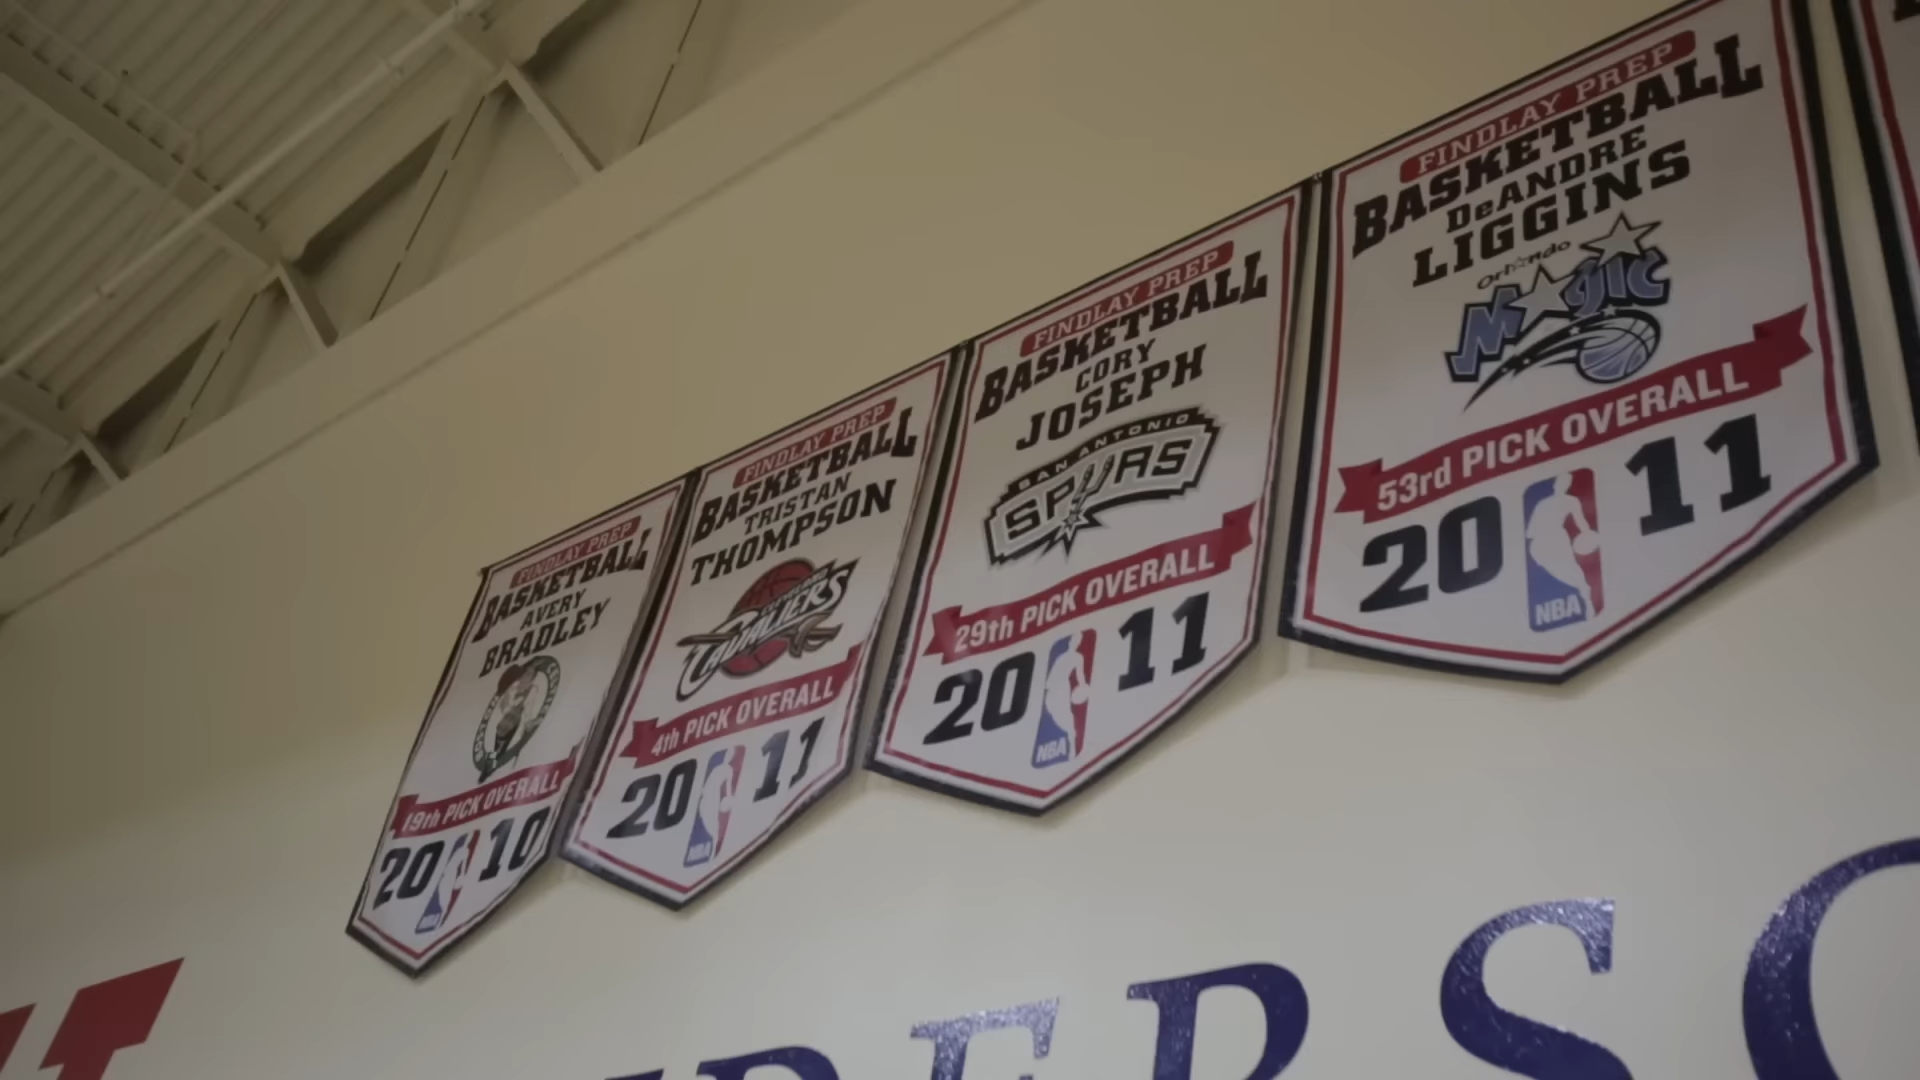 FINDLAY PREP
BASKETBALL
AVERY
BRADLEY
19th PICK OVERALL
20 NBA 10
FINDLAY PREP
BASKETBALL
TRISTAN
THOMPSON
CAVALIERS
4th PICK OVERALL
20 NBA 11
FINDLAY PREP
BASKETBALL
CORY
JOSEPH
SAN ANTONIO
SPURS
29th PICK OVERALL
20 NBA 11
FINDLAY PREP
BASKETBALL
DeANDRE
LIGGINS
Orlando
MAGIC
53rd PICK OVERALL
20 NBA 11